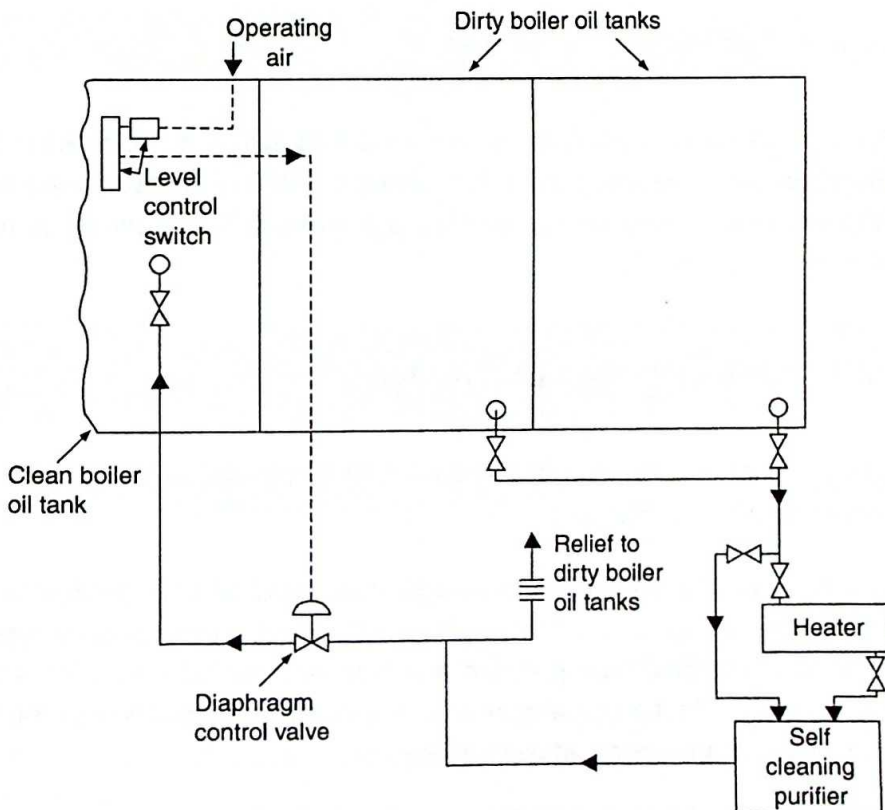 Operating
air
Dirty boiler oil tanks
Level
control
switch
Clean boiler
oil tank
Relief to
dirty boiler
oil tanks
Heater
Diaphragm
control valve
Self
cleaning
purifier